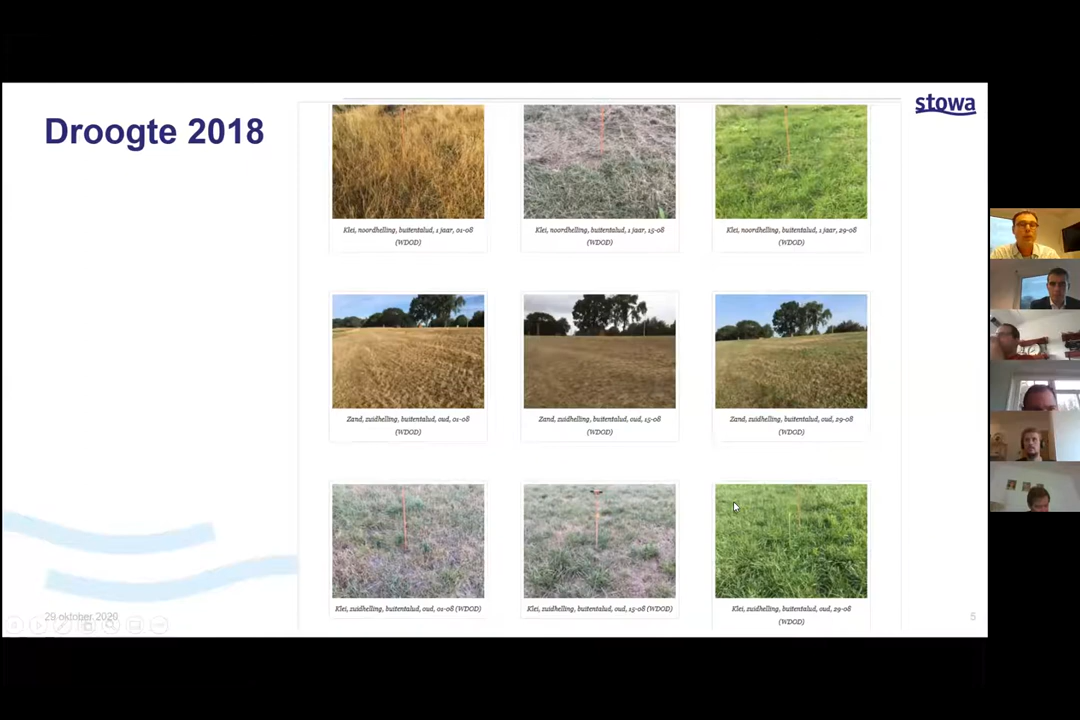 stowa
Droogte 2018
Klei, noordhelling, buitentalud, 1 jaar, 01-08
(WDOD)
Klei, noordhelling, buitentalud, 1 jaar, 15-08
(WDOD)
Klei, noordhelling, buitentalud, 1 jaar, 29-08
(WDOD)
Zand, zuidhelling, buitentalud, oud, 01-08
(WDOD)
Zand, zuidhelling, buitentalud, oud, 15-08
(WDOD)
Zand, zuidhelling, buitentalud, oud, 29-08
(WDOD)
Klei, zuidhelling, buitentalud, oud, 01-08 (WDOD)
Klei, zuidhelling, buitentalud, oud, 15-08 (WDOD)
Klei, zuidhelling, buitentalud, oud, 29-08
(WDOD)
29 oktober 2020
5